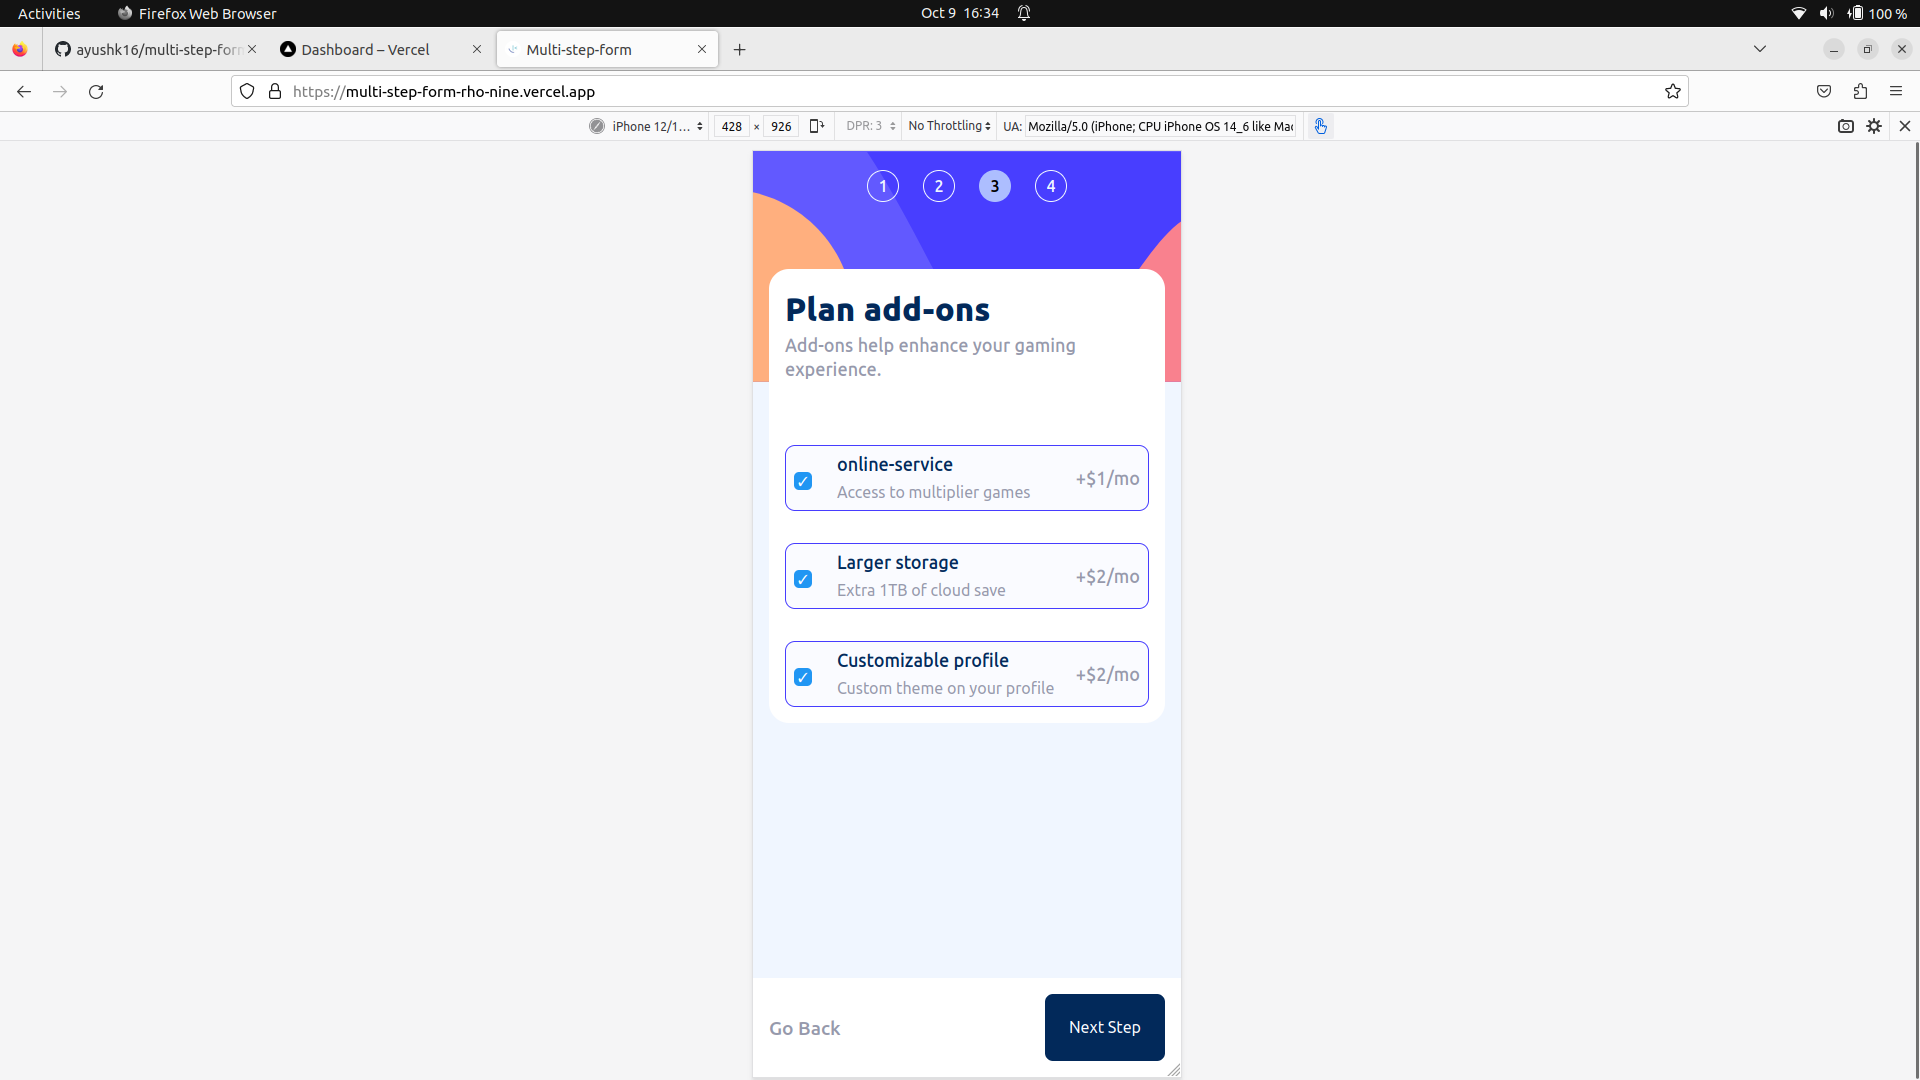 Activities
Firefox Web Browser
Oct 9 16:34
100 %
ayushk16/multi-step-form
Dashboard – Vercel
Multi-step-form
https://multi-step-form-rho-nine.vercel.app
iPhone 12/1...
428 × 926
DPR: 3
No Throttling
UA: Mozilla/5.0 (iPhone; CPU iPhone OS 14_6 like Mac
1 2 3 4
Plan add-ons
Add-ons help enhance your gaming
experience.
online-service
Access to multiplier games
+$1/mo
Larger storage
Extra 1TB of cloud save
+$2/mo
Customizable profile
Custom theme on your profile
+$2/mo
Go Back
Next Step